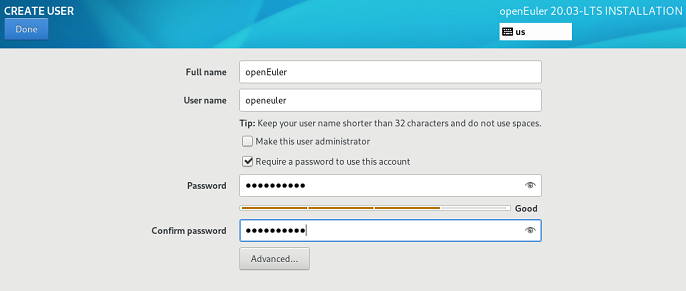 CREATE USER
openEuler 20.03-LTS INSTALLATION
Done
us
Full name
openEuler
User name
openeuler
Tip: Keep your user name shorter than 32 characters and do not use spaces.
Make this user administrator
Require a password to use this account
Password
●●●●●●●●●●
Good
Confirm password
●●●●●●●●●●
Advanced...